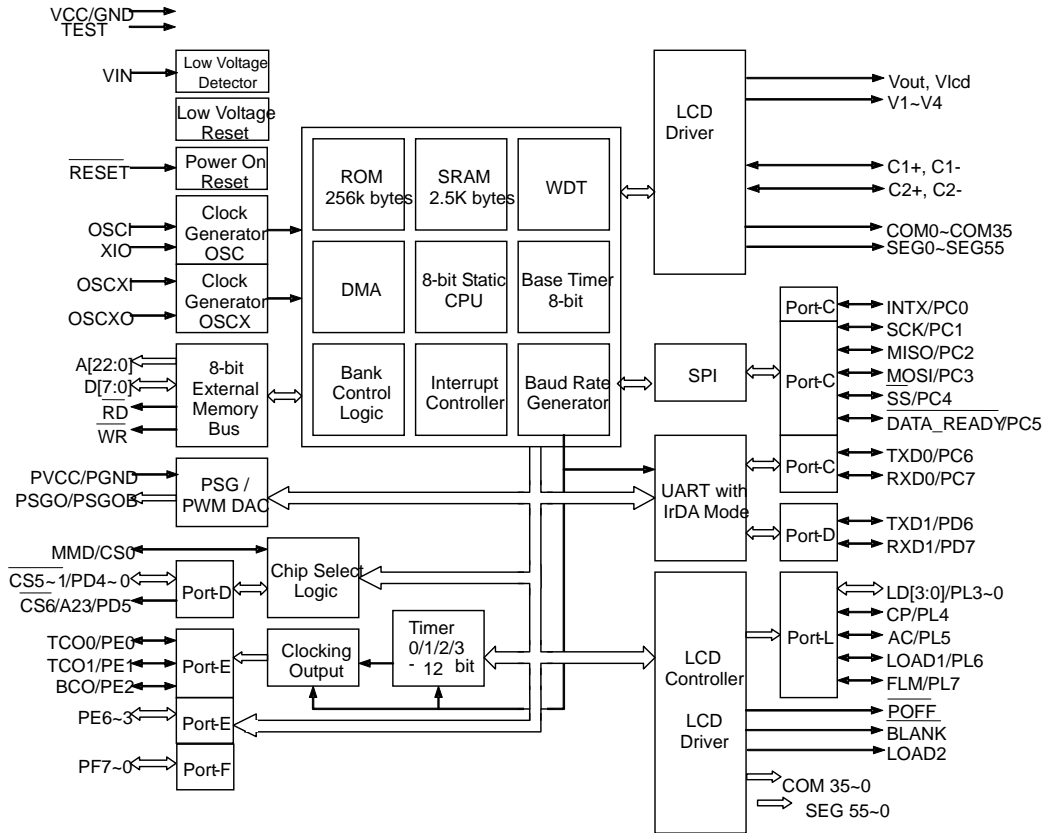 VCC/GND
TEST
VIN
Low Voltage
Detector
Low Voltage
Reset
RESET
Power On
Reset
OSCI
XIO
Clock
Generator
OSC
OSCXI
OSCXO
Clock
Generator
OSCX
A[22:0]
D[7:0]
RD
WR
8-bit
External
Memory
Bus
PVCC/PGND
PSGO/PSGOB
PSG /
PWM DAC
MMD/CS0
CS5~1/PD4~0
CS6/A23/PD5
Port-D
Chip Select
Logic
TCO0/PE0
TCO1/PE1
BCO/PE2
Port-E
Clocking
Output
Timer
0/1/2/3
- 12 bit
PE6~3
Port-E
PF7~0
Port-F
ROM
256k bytes
SRAM
2.5K bytes
WDT
DMA
8-bit Static
CPU
Base Timer
8-bit
Bank
Control
Logic
Interrupt
Controller
Baud Rate
Generator
LCD
Driver
Vout, Vlcd
V1~V4
C1+, C1-
C2+, C2-
COM0~COM35
SEG0~SEG55
SPI
Port-C
INTX/PC0
Port-C
SCK/PC1
MISO/PC2
MOSI/PC3
SS/PC4
DATA_READY/PC5
UART with
IrDA Mode
Port-C
TXD0/PC6
RXD0/PC7
Port-D
TXD1/PD6
RXD1/PD7
LCD
Controller
LCD
Driver
Port-L
LD[3:0]/PL3~0
CP/PL4
AC/PL5
LOAD1/PL6
FLM/PL7
POFF
BLANK
LOAD2
COM 35~0
SEG 55~0